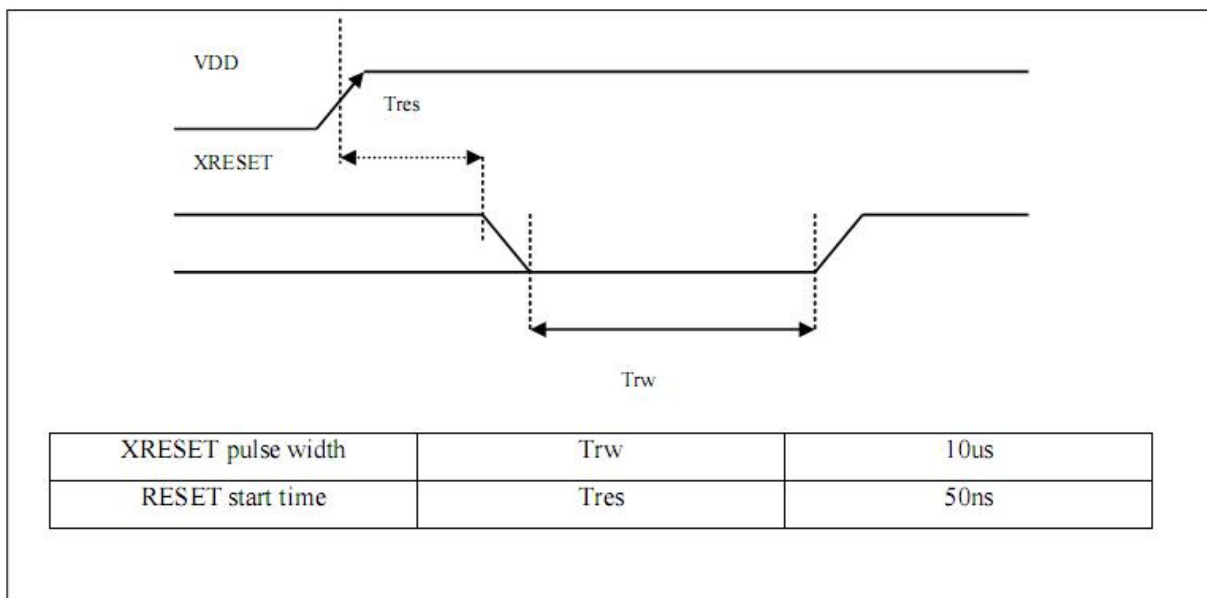 VDD
Tres
XRESET
Trw
XRESET pulse width Trw 10us
RESET start time Tres 50ns